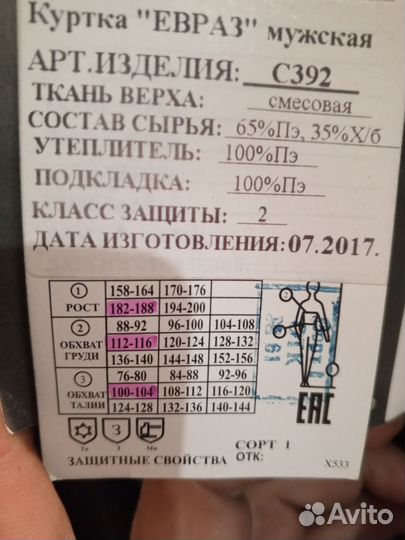 Куртка "ЕВРАЗ" мужская
АРТ.ИЗДЕЛИЯ: С392
ТКАНЬ ВЕРХА: смесовая
СОСТАВ СЫРЬЯ: 65%Пэ, 35%Х/б
УТЕПЛИТЕЛЬ: 100%Пэ
ПОДКЛАДКА: 100%Пэ
КЛАСС ЗАЩИТЫ: 2
ДАТА ИЗГОТОВЛЕНИЯ: 07.2017.
1 РОСТ 158-164 170-176
182-188 194-200
2 ОБХВАТ ГРУДИ 88-92 96-100 104-108
112-116 120-124 128-132
136-140 144-148 152-156
3 ОБХВАТ ТАЛИИ 76-80 84-88 92-96
100-104 108-112 116-120
124-128 132-136 140-144
ЕАС
Тн З Ми
ЗАЩИТНЫЕ СВОЙСТВА
СОРТ 1
ОТК:
Х533
Avito